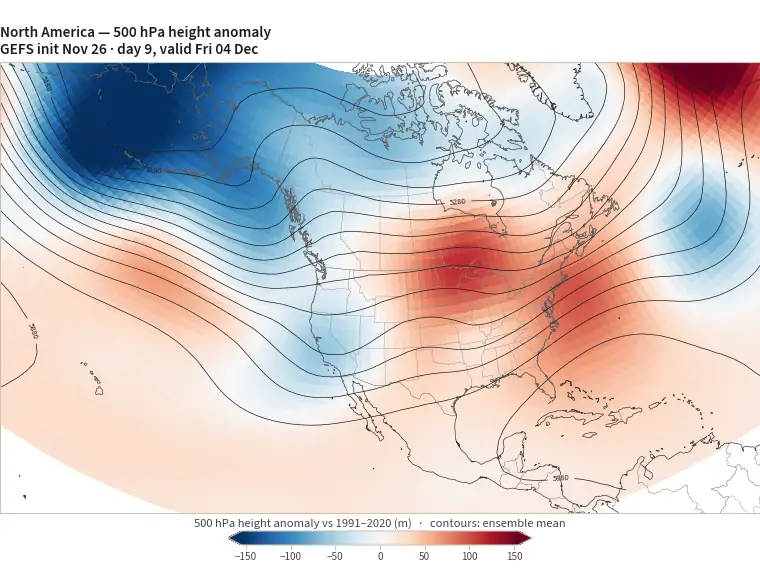 North America — 500 hPa height anomaly
GEFS init Nov 26 · day 9, valid Fri 04 Dec
5280
5880
5880
500 hPa height anomaly vs 1991–2020 (m) · contours: ensemble mean
−150 −100 −50 0 50 100 150